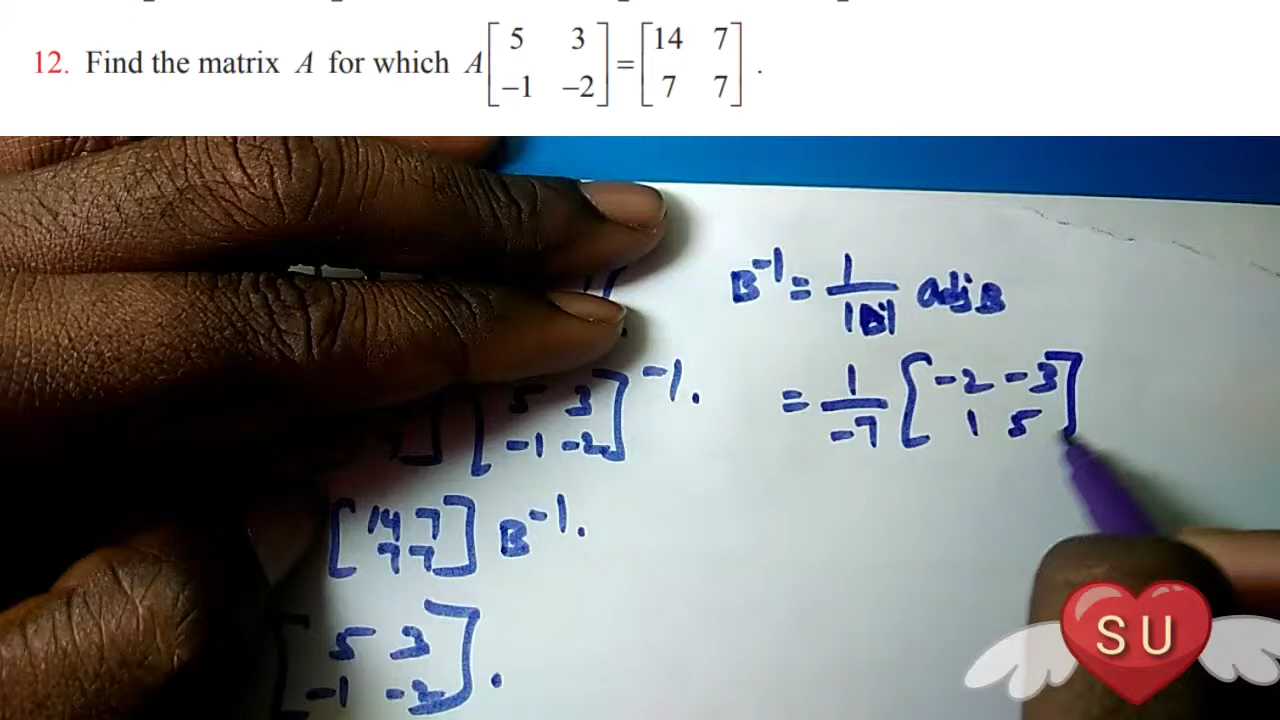 12. Find the matrix A for which A [ 5 3 ; -1 -2 ] = [ 14 7 ; 7 7 ] .
B⁻¹ = 1/|B| adj B
[ 5 3 ; -1 -2 ]⁻¹.
= 1/-7 [ -2 -3 ; 1 5 ]
[ 14 7 ; 7 7 ] B⁻¹.
[ 5 3 ; -1 -2 ].
SU